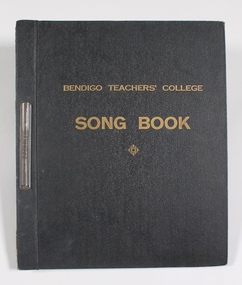 BENDIGO TEACHERS' COLLEGE
SONG BOOK